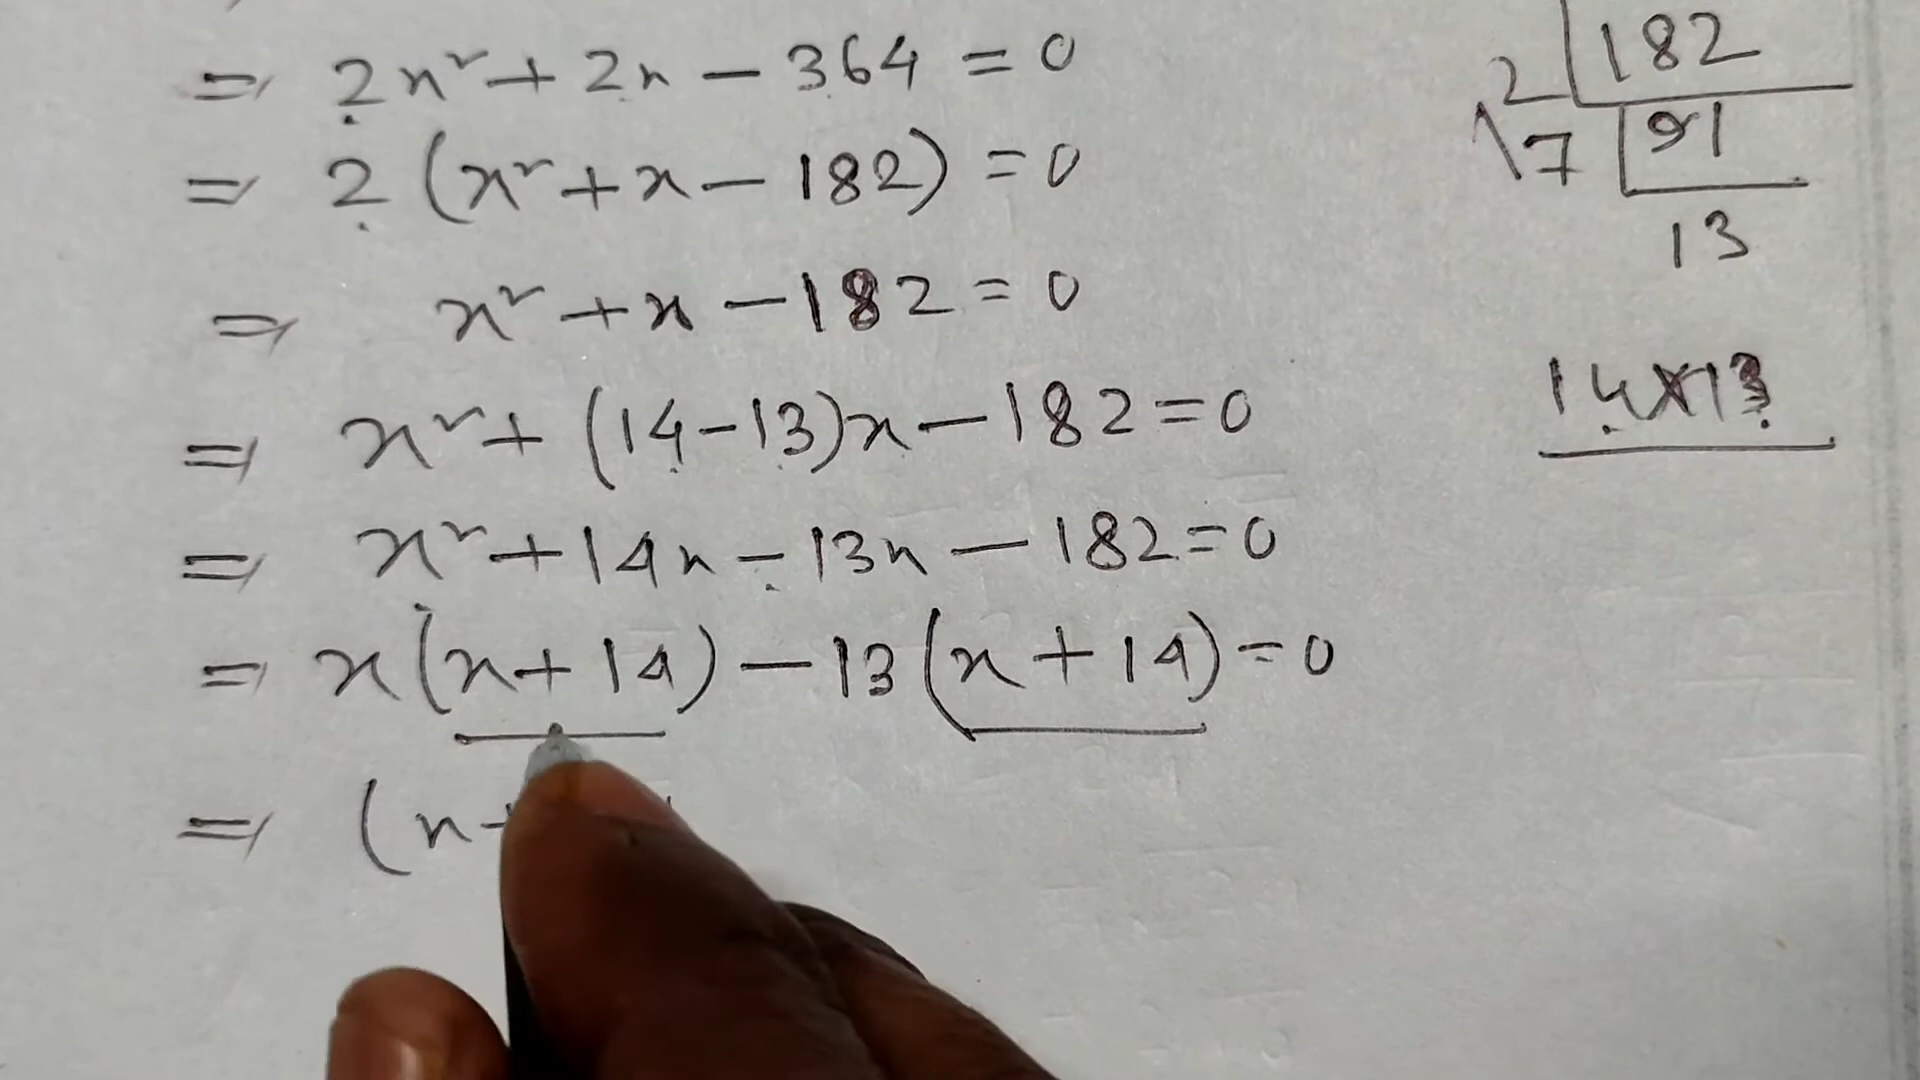 ⇒ 2x² + 2x − 364 = 0
⇒ 2 (x² + x − 182) = 0
⇒ x² + x − 182 = 0
⇒ x² + (14−13)x − 182 = 0
⇒ x² + 14x − 13x − 182 = 0
⇒ x(x+14) − 13(x+14) = 0
⇒ (x+
2 | 182
7 | 91
13
14×13